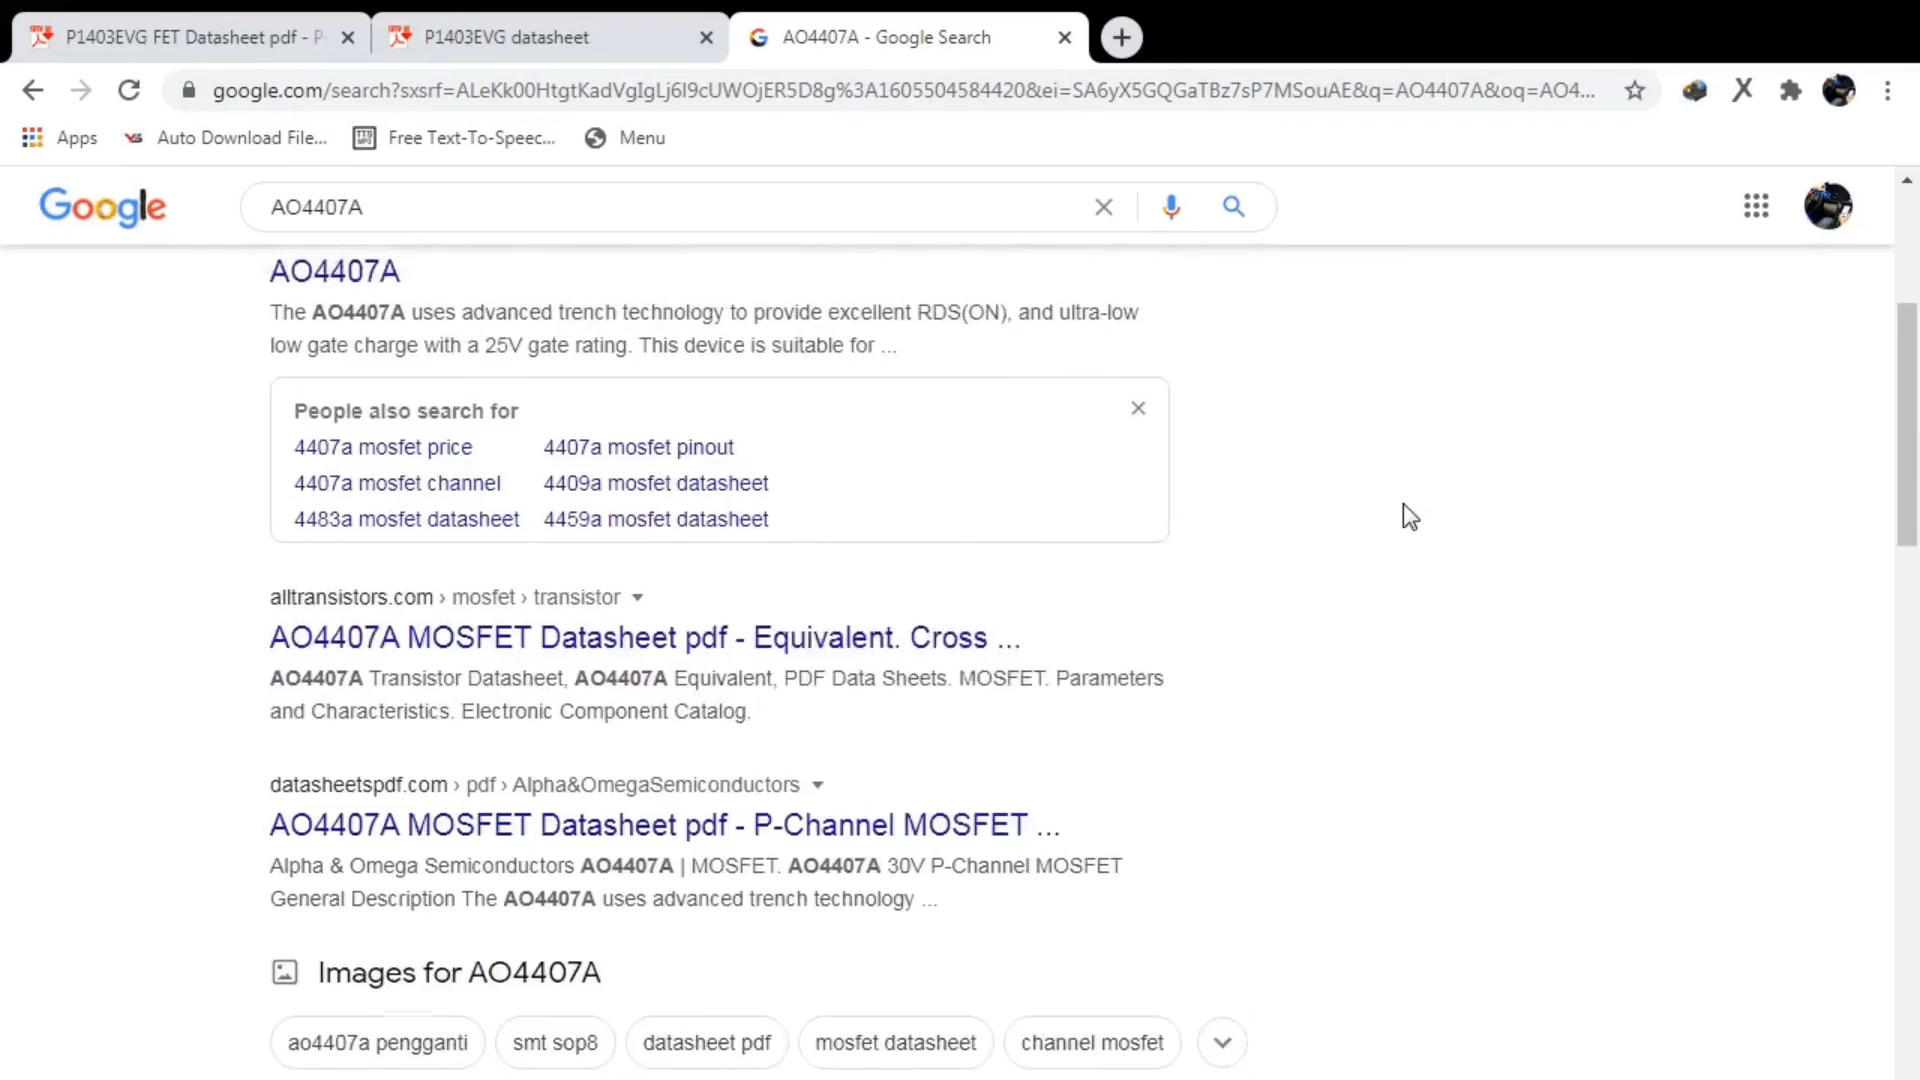 P1403EVG FET Datasheet pdf - P
P1403EVG datasheet
AO4407A - Google Search
google.com/search?sxsrf=ALeKk00HtgtKadVgIgLj6I9cUWOjER5D8g%3A1605504584420&ei=SA6yX5GQGaTBz7sP7MSouAE&q=AO4407A&oq=AO4...
Apps
Auto Download File...
Free Text-To-Speec...
Menu
Google
AO4407A
AO4407A
The AO4407A uses advanced trench technology to provide excellent RDS(ON), and ultra-low
low gate charge with a 25V gate rating. This device is suitable for ...
People also search for
4407a mosfet price
4407a mosfet pinout
4407a mosfet channel
4409a mosfet datasheet
4483a mosfet datasheet
4459a mosfet datasheet
alltransistors.com › mosfet › transistor
AO4407A MOSFET Datasheet pdf - Equivalent. Cross ...
AO4407A Transistor Datasheet, AO4407A Equivalent, PDF Data Sheets. MOSFET. Parameters
and Characteristics. Electronic Component Catalog.
datasheetspdf.com › pdf › Alpha&OmegaSemiconductors
AO4407A MOSFET Datasheet pdf - P-Channel MOSFET ...
Alpha & Omega Semiconductors AO4407A | MOSFET. AO4407A 30V P-Channel MOSFET
General Description The AO4407A uses advanced trench technology ...
Images for AO4407A
ao4407a pengganti
smt sop8
datasheet pdf
mosfet datasheet
channel mosfet